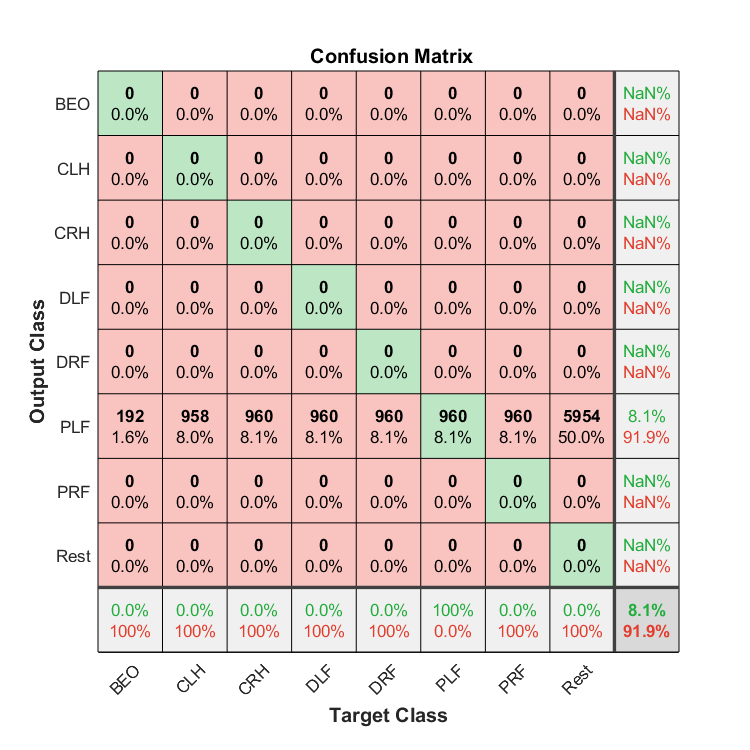 Confusion Matrix
BEO 0 0 0 0 0 0 0 0 NaN%
0.0% 0.0% 0.0% 0.0% 0.0% 0.0% 0.0% 0.0% NaN%
CLH 0 0 0 0 0 0 0 0 NaN%
0.0% 0.0% 0.0% 0.0% 0.0% 0.0% 0.0% 0.0% NaN%
CRH 0 0 0 0 0 0 0 0 NaN%
0.0% 0.0% 0.0% 0.0% 0.0% 0.0% 0.0% 0.0% NaN%
DLF 0 0 0 0 0 0 0 0 NaN%
0.0% 0.0% 0.0% 0.0% 0.0% 0.0% 0.0% 0.0% NaN%
DRF 0 0 0 0 0 0 0 0 NaN%
0.0% 0.0% 0.0% 0.0% 0.0% 0.0% 0.0% 0.0% NaN%
PLF 192 958 960 960 960 960 960 5954 8.1%
1.6% 8.0% 8.1% 8.1% 8.1% 8.1% 8.1% 50.0% 91.9%
PRF 0 0 0 0 0 0 0 0 NaN%
0.0% 0.0% 0.0% 0.0% 0.0% 0.0% 0.0% 0.0% NaN%
Rest 0 0 0 0 0 0 0 0 NaN%
0.0% 0.0% 0.0% 0.0% 0.0% 0.0% 0.0% 0.0% NaN%
0.0% 0.0% 0.0% 0.0% 0.0% 100% 0.0% 0.0% 8.1%
100% 100% 100% 100% 100% 0.0% 100% 100% 91.9%
BEO CLH CRH DLF DRF PLF PRF Rest
Target Class
Output Class